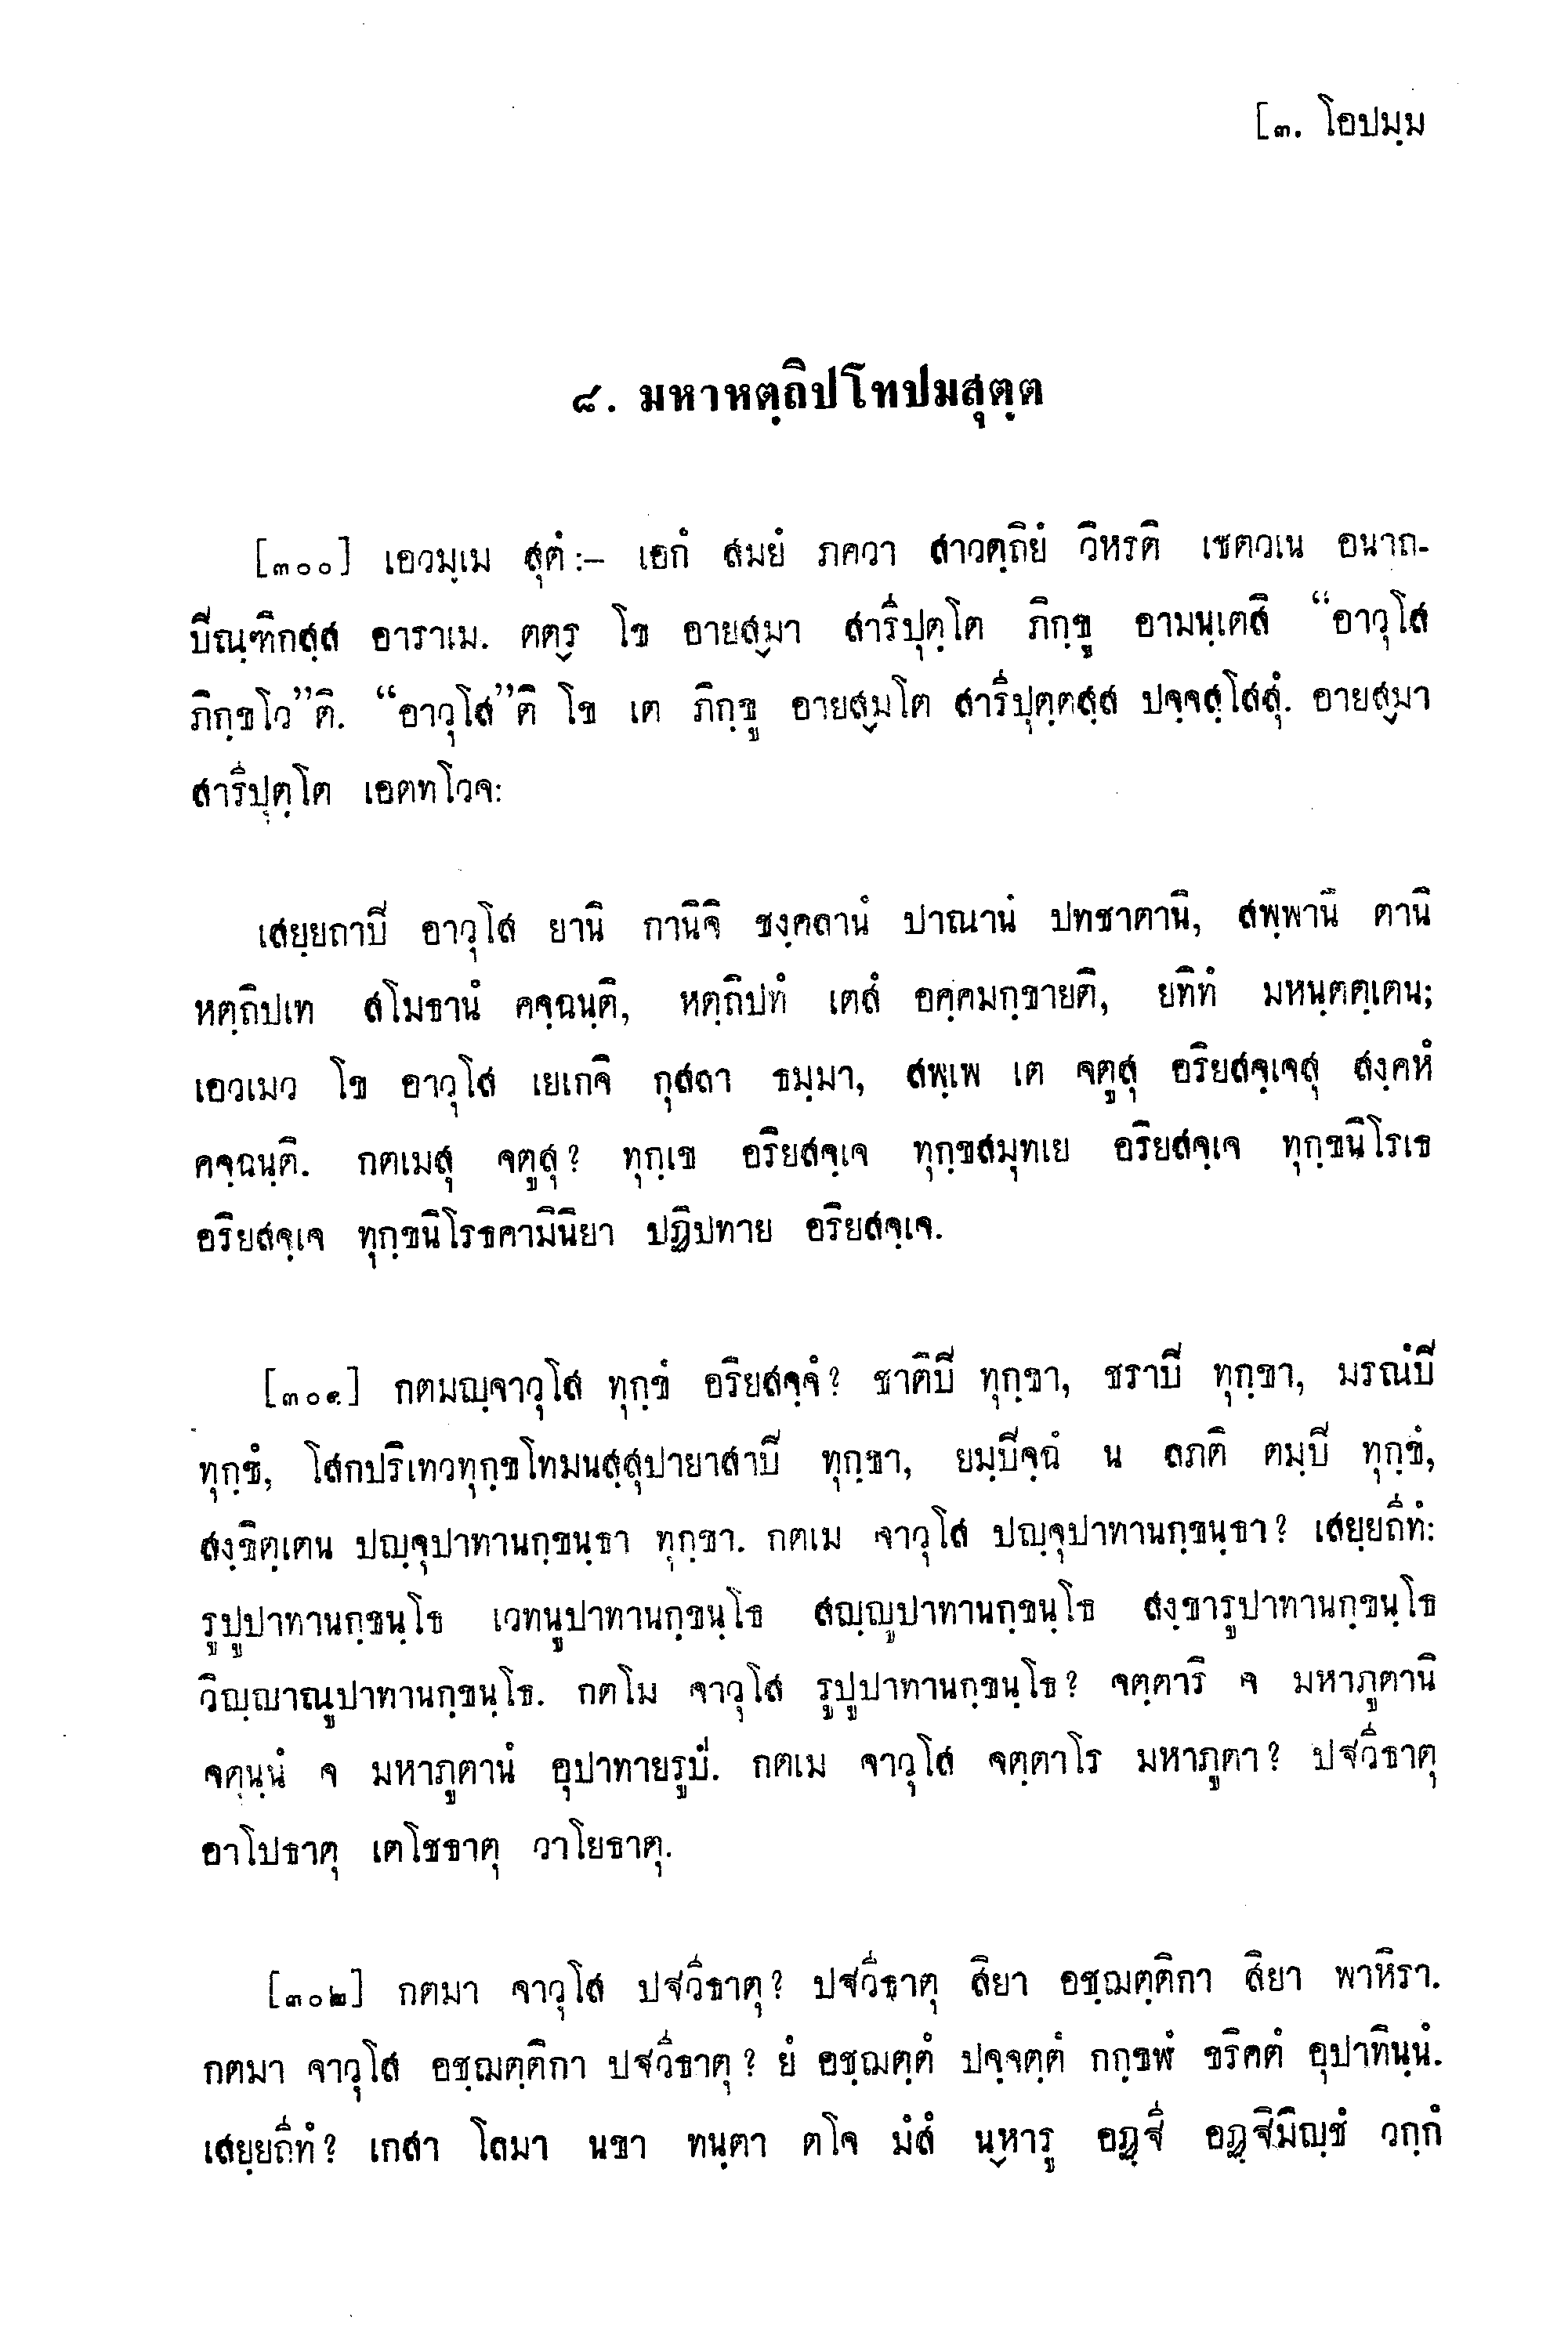 [๓. โอปมฺม
๘. มหาหตฺถิปโทปมสุตฺต
[๓๐๐] เอวมฺเม สุตํ :– เอกํ สมยํ ภควา สาวตฺถิยํ วิหรติ เชตวเน อนาถ-
ปิณฺฑิกสฺส อาราเม. ตตฺร โข อายสฺมา สาริปุตฺโต ภิกฺขู อามนฺเตสิ “อาวุโส
ภิกฺขโว”ติ. “อาวุโส”ติ โข เต ภิกฺขู อายสฺมโต สาริปุตฺตสฺส ปจฺจสฺโสสุํ. อายสฺมา
สาริปุตฺโต เอตทโวจ:
เสยฺยถาปิ อาวุโส ยานิ กานิจิ ชงฺคลานํ ปาณานํ ปทชาตานิ, สพฺพานิ ตานิ
หตฺถิปเท สโมธานํ คจฺฉนฺติ, หตฺถิปทํ เตสํ อคฺคมกฺขายติ, ยทิทํ มหนฺตตฺเตน;
เอวเมว โข อาวุโส เยเกจิ กุสลา ธมฺมา, สพฺเพ เต จตูสุ อริยสจฺเจสุ สงฺคหํ
คจฺฉนฺติ. กตเมสุ จตูสุ? ทุกฺเข อริยสจฺเจ ทุกฺขสมุทเย อริยสจฺเจ ทุกฺขนิโรเธ
อริยสจฺเจ ทุกฺขนิโรธคามินิยา ปฏิปทาย อริยสจฺเจ.
[๓๐๑] กตมญฺจาวุโส ทุกฺขํ อริยสจฺจํ? ชาติปิ ทุกฺขา, ชราปิ ทุกฺขา, มรณํปิ
ทุกฺขํ, โสกปริเทวทุกฺขโทมนสฺสุปายาสาปิ ทุกฺขา, ยมฺปิจฺฉํ น ลภติ ตมฺปิ ทุกฺขํ,
สงฺขิตฺเตน ปญฺจุปาทานกฺขนฺธา ทุกฺขา. กตเม จาวุโส ปญฺจุปาทานกฺขนฺธา? เสยฺยถีทํ:
รูปูปาทานกฺขนฺโธ เวทนูปาทานกฺขนฺโธ สญฺญูปาทานกฺขนฺโธ สงฺขารูปาทานกฺขนฺโธ
วิญฺญาณูปาทานกฺขนฺโธ. กตโม จาวุโส รูปูปาทานกฺขนฺโธ? จตฺตาริ จ มหาภูตานิ
จตุนฺนํ จ มหาภูตานํ อุปาทายรูปํ. กตเม จาวุโส จตฺตาโร มหาภูตา? ปฐวีธาตุ
อาโปธาตุ เตโชธาตุ วาโยธาตุ.
[๓๐๒] กตมา จาวุโส ปฐวีธาตุ? ปฐวีธาตุ สิยา อชฺฌตฺติกา สิยา พาหิรา.
กตมา จาวุโส อชฺฌตฺติกา ปฐวีธาตุ? ยํ อชฺฌตฺตํ ปจฺจตฺตํ กกฺขฬํ ขริคตํ อุปาทินฺนํ.
เสยฺยถีทํ? เกสา โลมา นขา ทนฺตา ตโจ มํสํ นฺหารู อฏฺฐี อฏฺฐิมิญฺชํ วกฺกํ